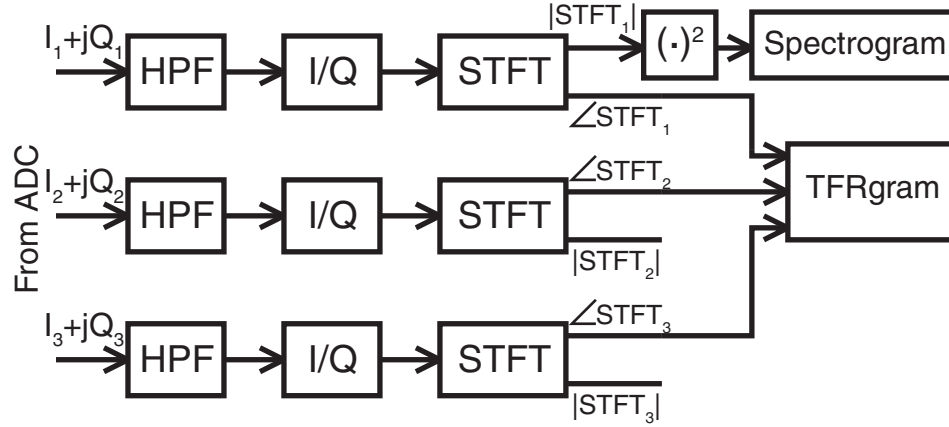 |STFT₁|
I₁+jQ₁
HPF
I/Q
STFT
(·)²
Spectrogram
∠STFT₁
From ADC
I₂+jQ₂
HPF
I/Q
STFT
∠STFT₂
TFRgram
|STFT₂|
I₃+jQ₃
HPF
I/Q
STFT
∠STFT₃
|STFT₃|